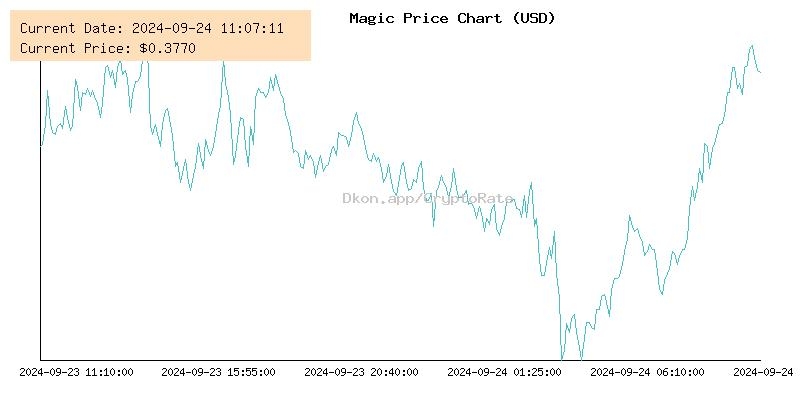 Magic Price Chart (USD)
Current Date: 2024-09-24 11:07:11
Current Price: $0.3770
Dkon.app/CryptoRate
2024-09-23 11:10:00 2024-09-23 15:55:00 2024-09-23 20:40:00 2024-09-24 01:25:00 2024-09-24 06:10:00 2024-09-24